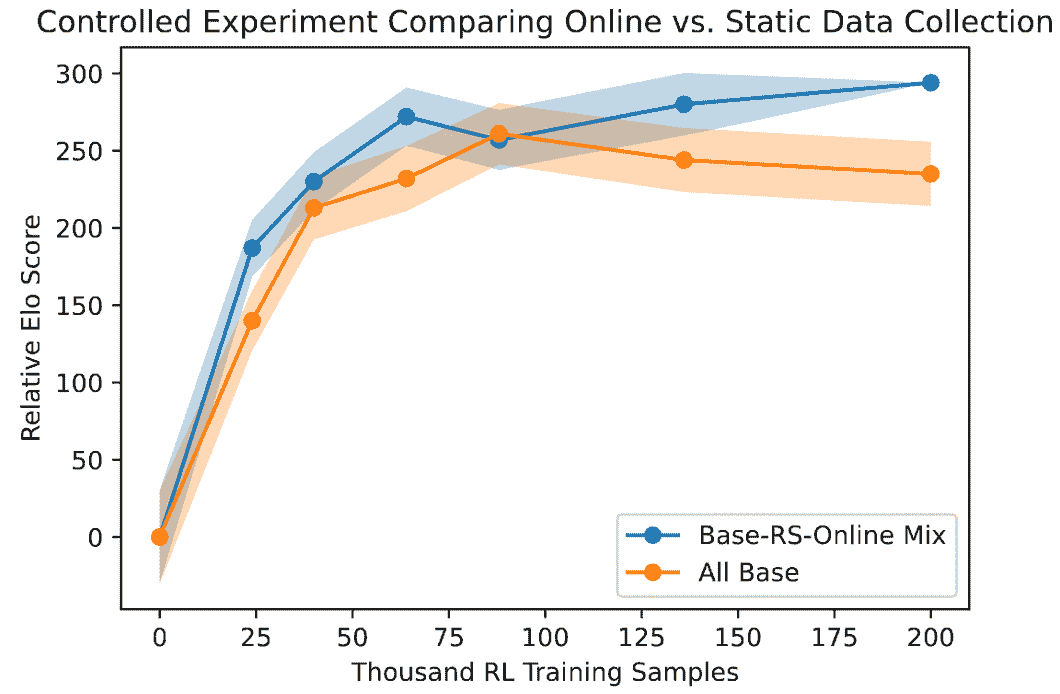 Controlled Experiment Comparing Online vs. Static Data Collection
300
250
200
150
100
50
0
Relative Elo Score
Base-RS-Online Mix
All Base
0 25 50 75 100 125 150 175 200
Thousand RL Training Samples